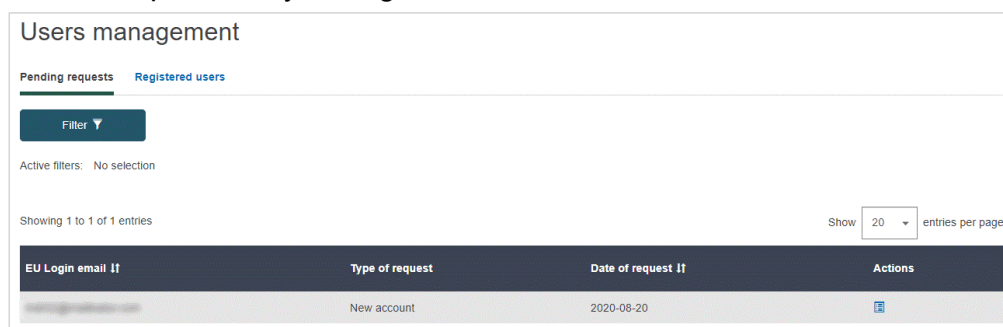 Users management
Pending requests Registered users
Filter
Active filters: No selection
Showing 1 to 1 of 1 entries Show 20 entries per page
EU Login email Type of request Date of request Actions
New account 2020-08-20